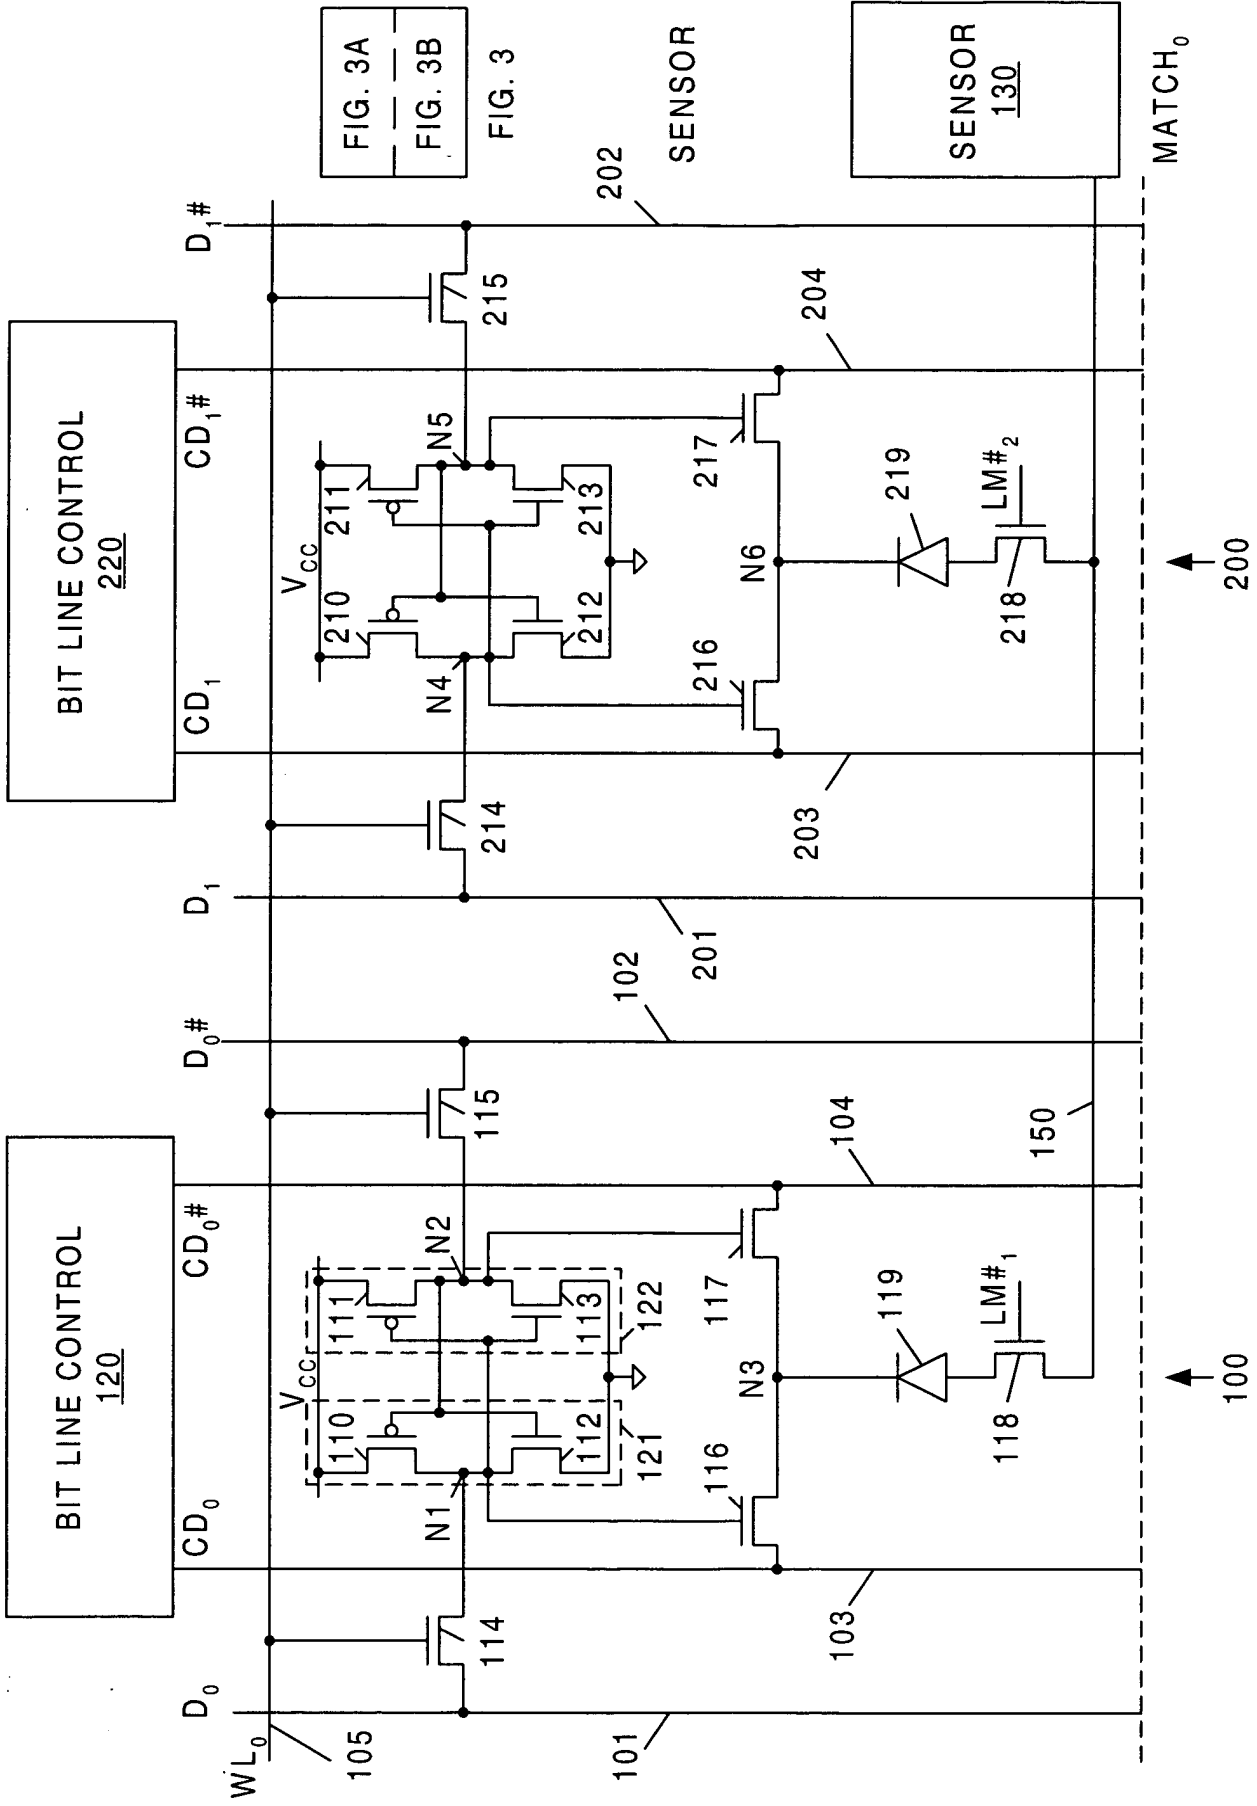 BIT LINE CONTROL
120
BIT LINE CONTROL
220
FIG. 3A
FIG. 3B
FIG. 3
WL₀
D₀
CD₀
CD₀#
D₀#
D₁
CD₁
CD₁#
D₁#
105
V_CC
V_CC
110
111
210
211
N1
N2
N4
N5
114
112
113
115
214
212
213
215
121
122
101
102
201
202
SENSOR
116
117
216
217
N3
N6
103
104
203
204
119
219
SENSOR
130
118
LM#₁
218
LM#₂
150
MATCH₀
100
200